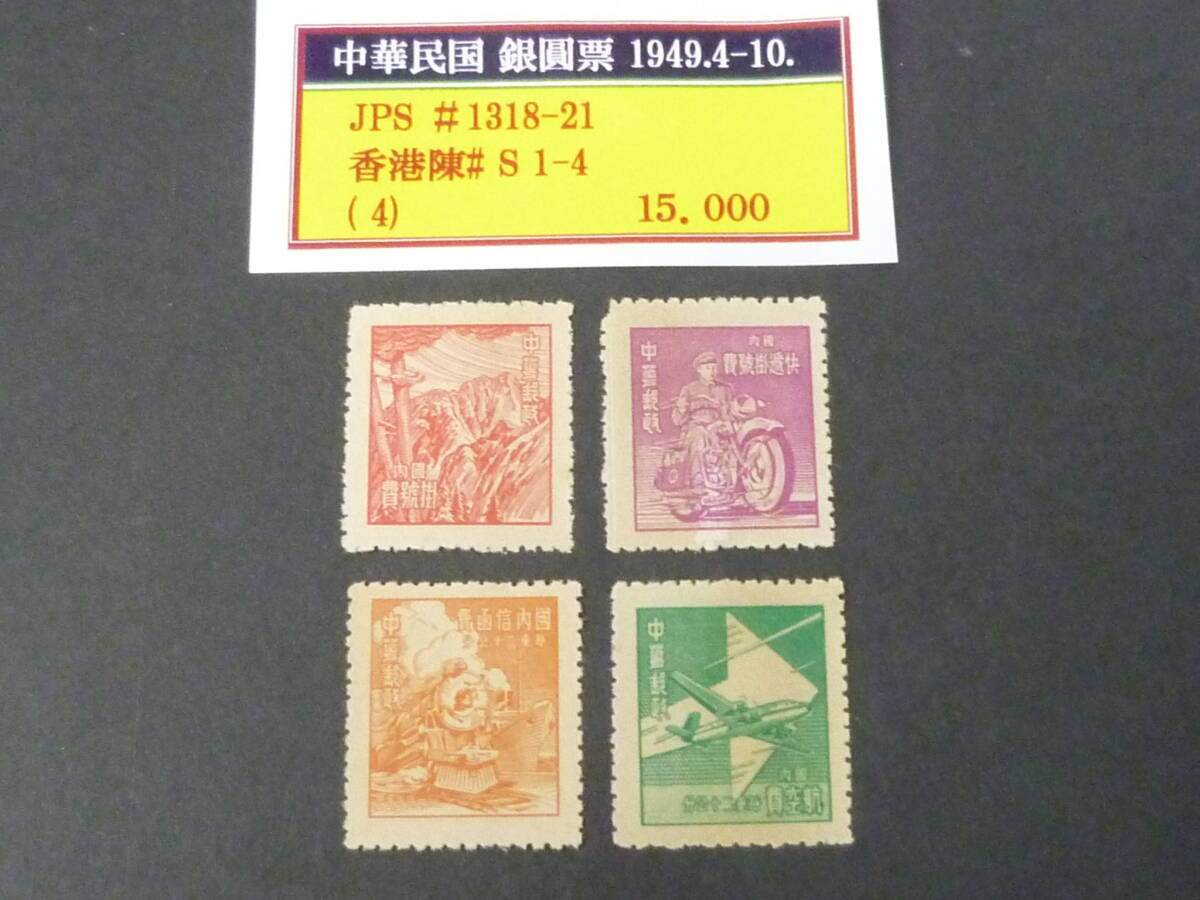 中華民国 銀圓票 1949.4-10.
JPS #1318-21
香港陳# S 1-4
(4) 15.000
中華郵政
國內
掛號費
中華郵政
國內
快遞掛號費
中華郵政
國內信函費
中華郵政
國內
航空